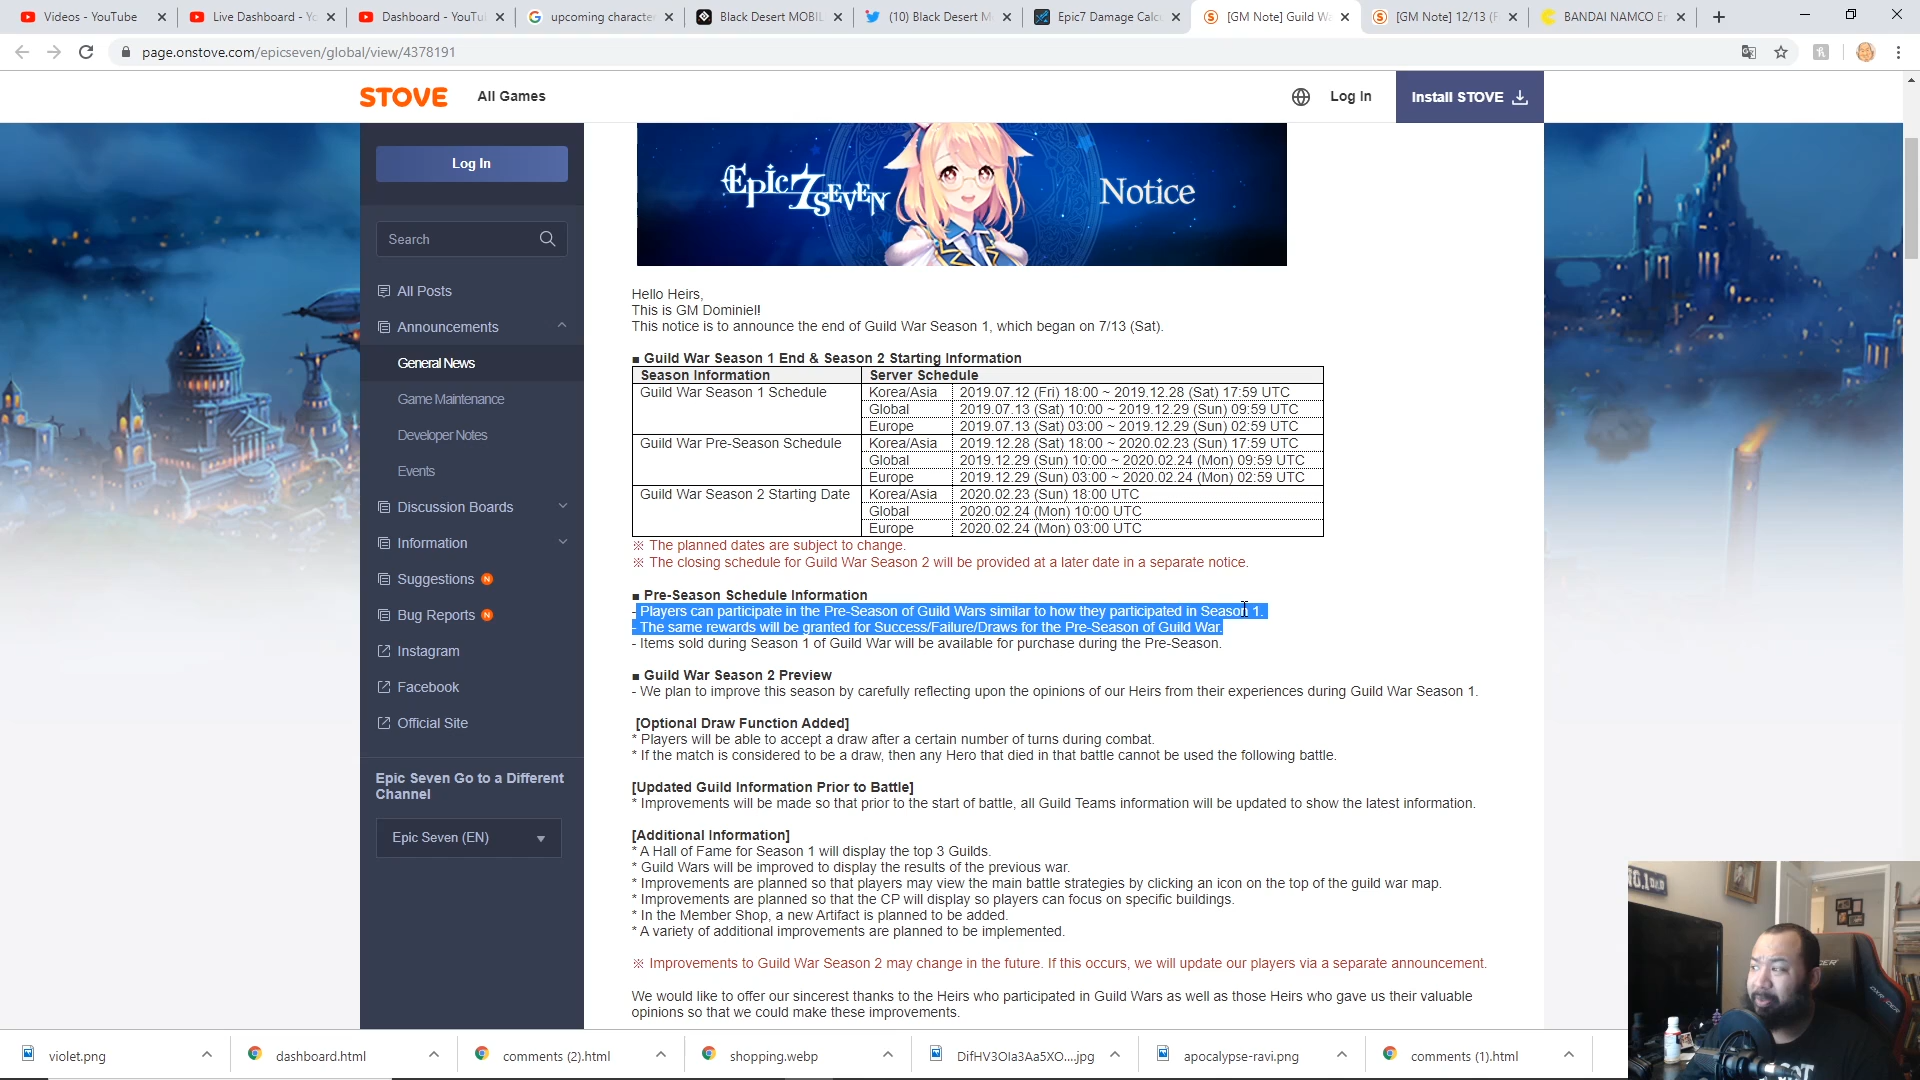 Videos - YouTube
Live Dashboard - Yo
Dashboard - YouTu
upcoming characte
Black Desert MOBIL
(10) Black Desert M
Epic7 Damage Calc
[GM Note] Guild Wa
[GM Note] 12/13 (F
BANDAI NAMCO En
page.onstove.com/epicseven/global/view/4378191
STOVE
All Games
Log In
Install STOVE
Log In
Search
All Posts
Announcements
General News
Game Maintenance
Developer Notes
Events
Discussion Boards
Information
Suggestions N
Bug Reports N
Instagram
Facebook
Official Site
Epic Seven Go to a Different
Channel
Epic Seven (EN)
Epic 7 SEVEN Notice
Hello Heirs,
This is GM Dominiel!
This notice is to announce the end of Guild War Season 1, which began on 7/13 (Sat).
■ Guild War Season 1 End & Season 2 Starting Information
Season Information Server Schedule
Guild War Season 1 Schedule Korea/Asia 2019.07.12 (Fri) 18:00 ~ 2019.12.28 (Sat) 17:59 UTC
Global 2019.07.13 (Sat) 10:00 ~ 2019.12.29 (Sun) 09:59 UTC
Europe 2019.07.13 (Sat) 03:00 ~ 2019.12.29 (Sun) 02:59 UTC
Guild War Pre-Season Schedule Korea/Asia 2019.12.28 (Sat) 18:00 ~ 2020.02.23 (Sun) 17:59 UTC
Global 2019.12.29 (Sun) 10:00 ~ 2020.02.24 (Mon) 09:59 UTC
Europe 2019.12.29 (Sun) 03:00 ~ 2020.02.24 (Mon) 02:59 UTC
Guild War Season 2 Starting Date Korea/Asia 2020.02.23 (Sun) 18:00 UTC
Global 2020.02.24 (Mon) 10:00 UTC
Europe 2020.02.24 (Mon) 03:00 UTC
※ The planned dates are subject to change.
※ The closing schedule for Guild War Season 2 will be provided at a later date in a separate notice.
■ Pre-Season Schedule Information
- Players can participate in the Pre-Season of Guild Wars similar to how they participated in Season 1.
- The same rewards will be granted for Success/Failure/Draws for the Pre-Season of Guild War.
- Items sold during Season 1 of Guild War will be available for purchase during the Pre-Season.
■ Guild War Season 2 Preview
- We plan to improve this season by carefully reflecting upon the opinions of our Heirs from their experiences during Guild War Season 1.
[Optional Draw Function Added]
* Players will be able to accept a draw after a certain number of turns during combat.
* If the match is considered to be a draw, then any Hero that died in that battle cannot be used the following battle.
[Updated Guild Information Prior to Battle]
* Improvements will be made so that prior to the start of battle, all Guild Teams information will be updated to show the latest information.
[Additional Information]
* A Hall of Fame for Season 1 will display the top 3 Guilds.
* Guild Wars will be improved to display the results of the previous war.
* Improvements are planned so that players may view the main battle strategies by clicking an icon on the top of the guild war map.
* Improvements are planned so that the CP will display so players can focus on specific buildings.
* In the Member Shop, a new Artifact is planned to be added.
* A variety of additional improvements are planned to be implemented.
※ Improvements to Guild War Season 2 may change in the future. If this occurs, we will update our players via a separate announcement.
We would like to offer our sincerest thanks to the Heirs who participated in Guild Wars as well as those Heirs who gave us their valuable
opinions so that we could make these improvements.
NO.1 DAD
DXRACER
violet.png
dashboard.html
comments (2).html
shopping.webp
DifHV3OIa3Aa5XO....jpg
apocalypse-ravi.png
comments (1).html